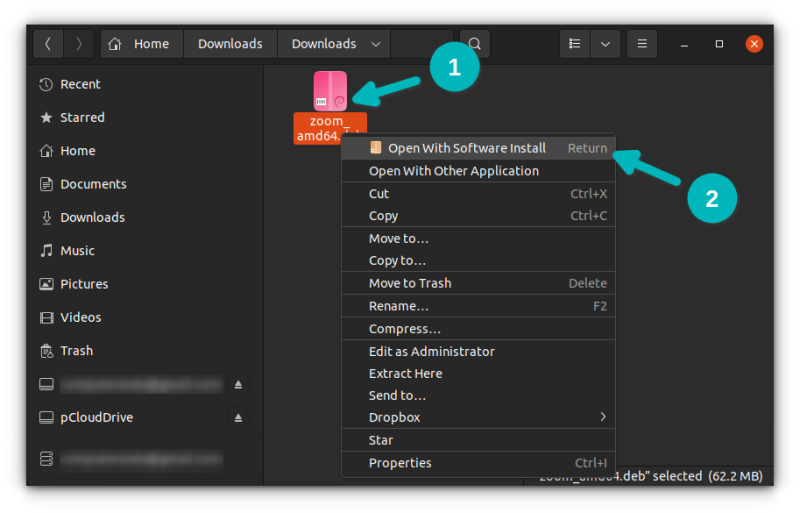 Home
Downloads
Downloads
1
Recent
Starred
Home
Documents
Downloads
Music
Pictures
Videos
Trash
pCloudDrive
zoom_
amd64.
Open With Software Install Return
2
Open With Other Application
Cut Ctrl+X
Copy Ctrl+C
Move to…
Copy to…
Move to Trash Delete
Rename… F2
Compress…
Edit as Administrator
Extract Here
Send to…
Dropbox
Star
Properties Ctrl+I
"zoom_amd64.deb" selected (62.2 MB)